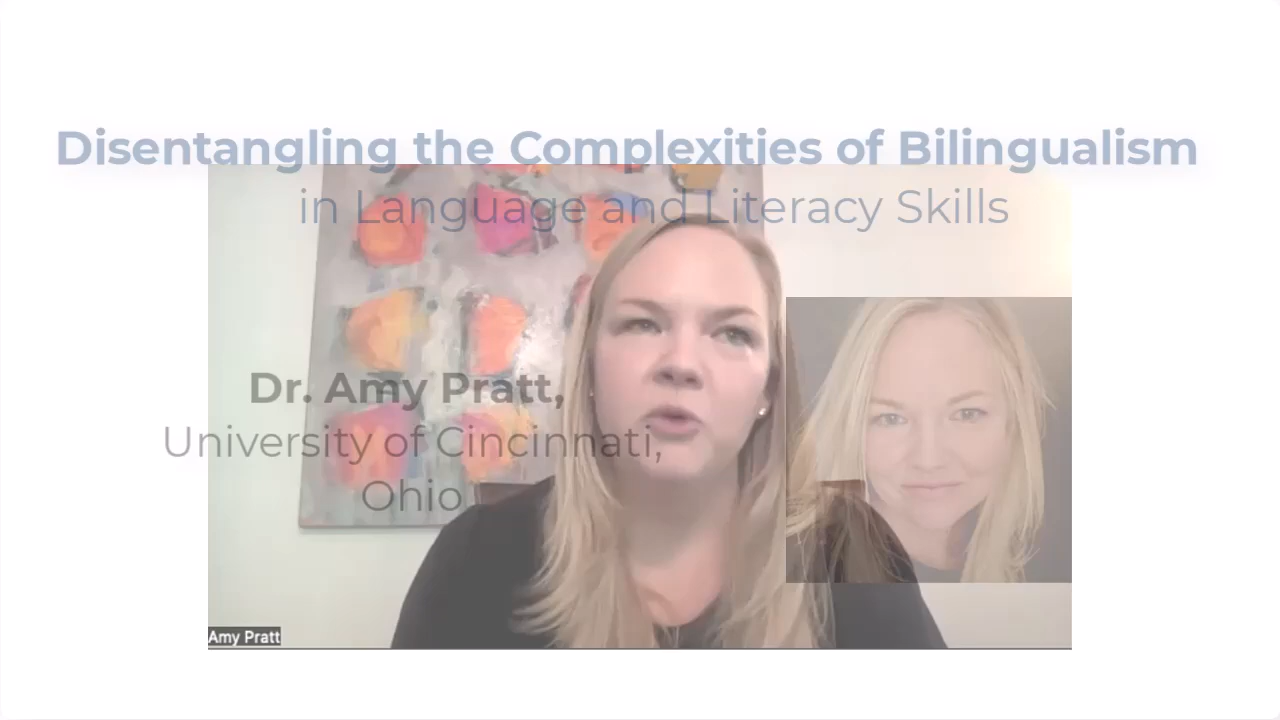 Disentangling the Complexities of Bilingualism
in Language and Literacy Skills
Dr. Amy Pratt,
University of Cincinnati,
Ohio
Amy Pratt